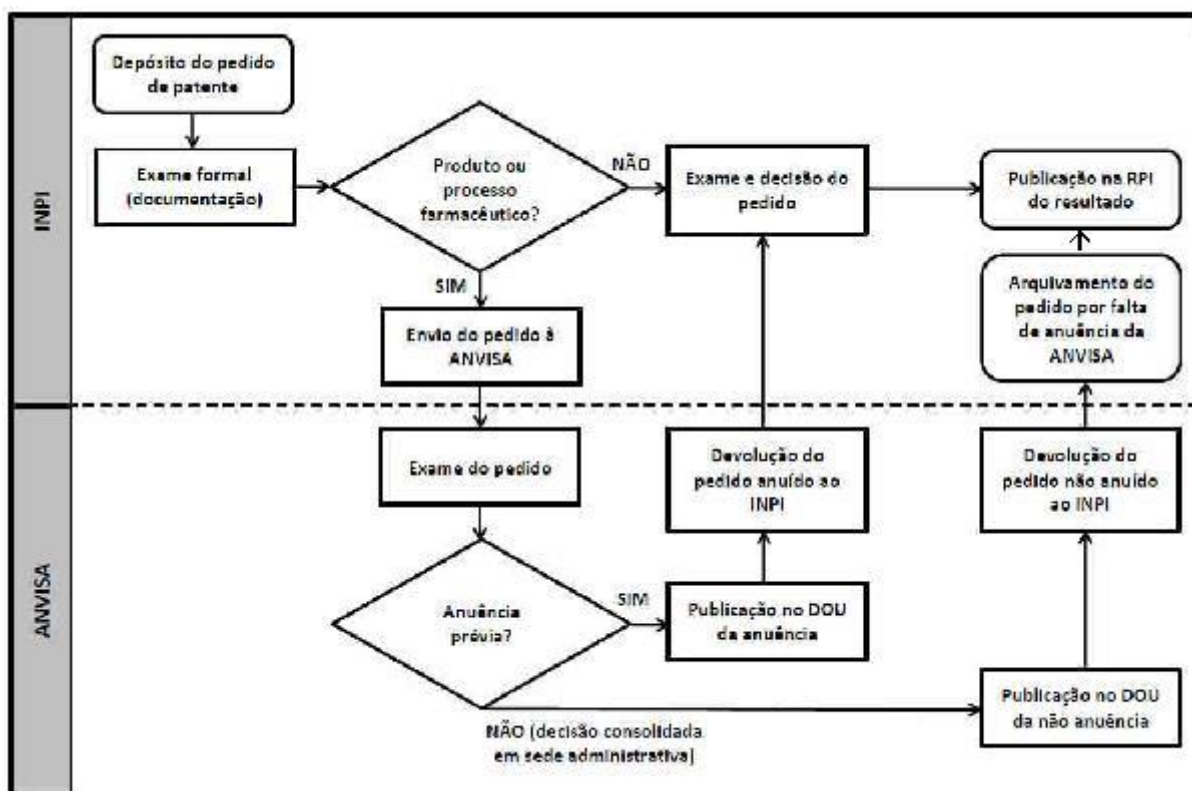 INPI
Depósito do pedido
de patente
Exame formal
(documentação)
Produto ou
processo
farmacêutico?
NÃO
Exame e decisão do
pedido
Publicação na RPI
do resultado
SIM
Envio do pedido à
ANVISA
Arquivamento do
pedido por falta
de anuência da
ANVISA
ANVISA
Exame do pedido
Devolução do
pedido anuído ao
INPI
Devolução do
pedido não anuído
ao INPI
Anuência
prévia?
SIM
Publicação no DOU
da anuência
NÃO (decisão consolidada
em sede administrativa)
Publicação no DOU
da não anuência